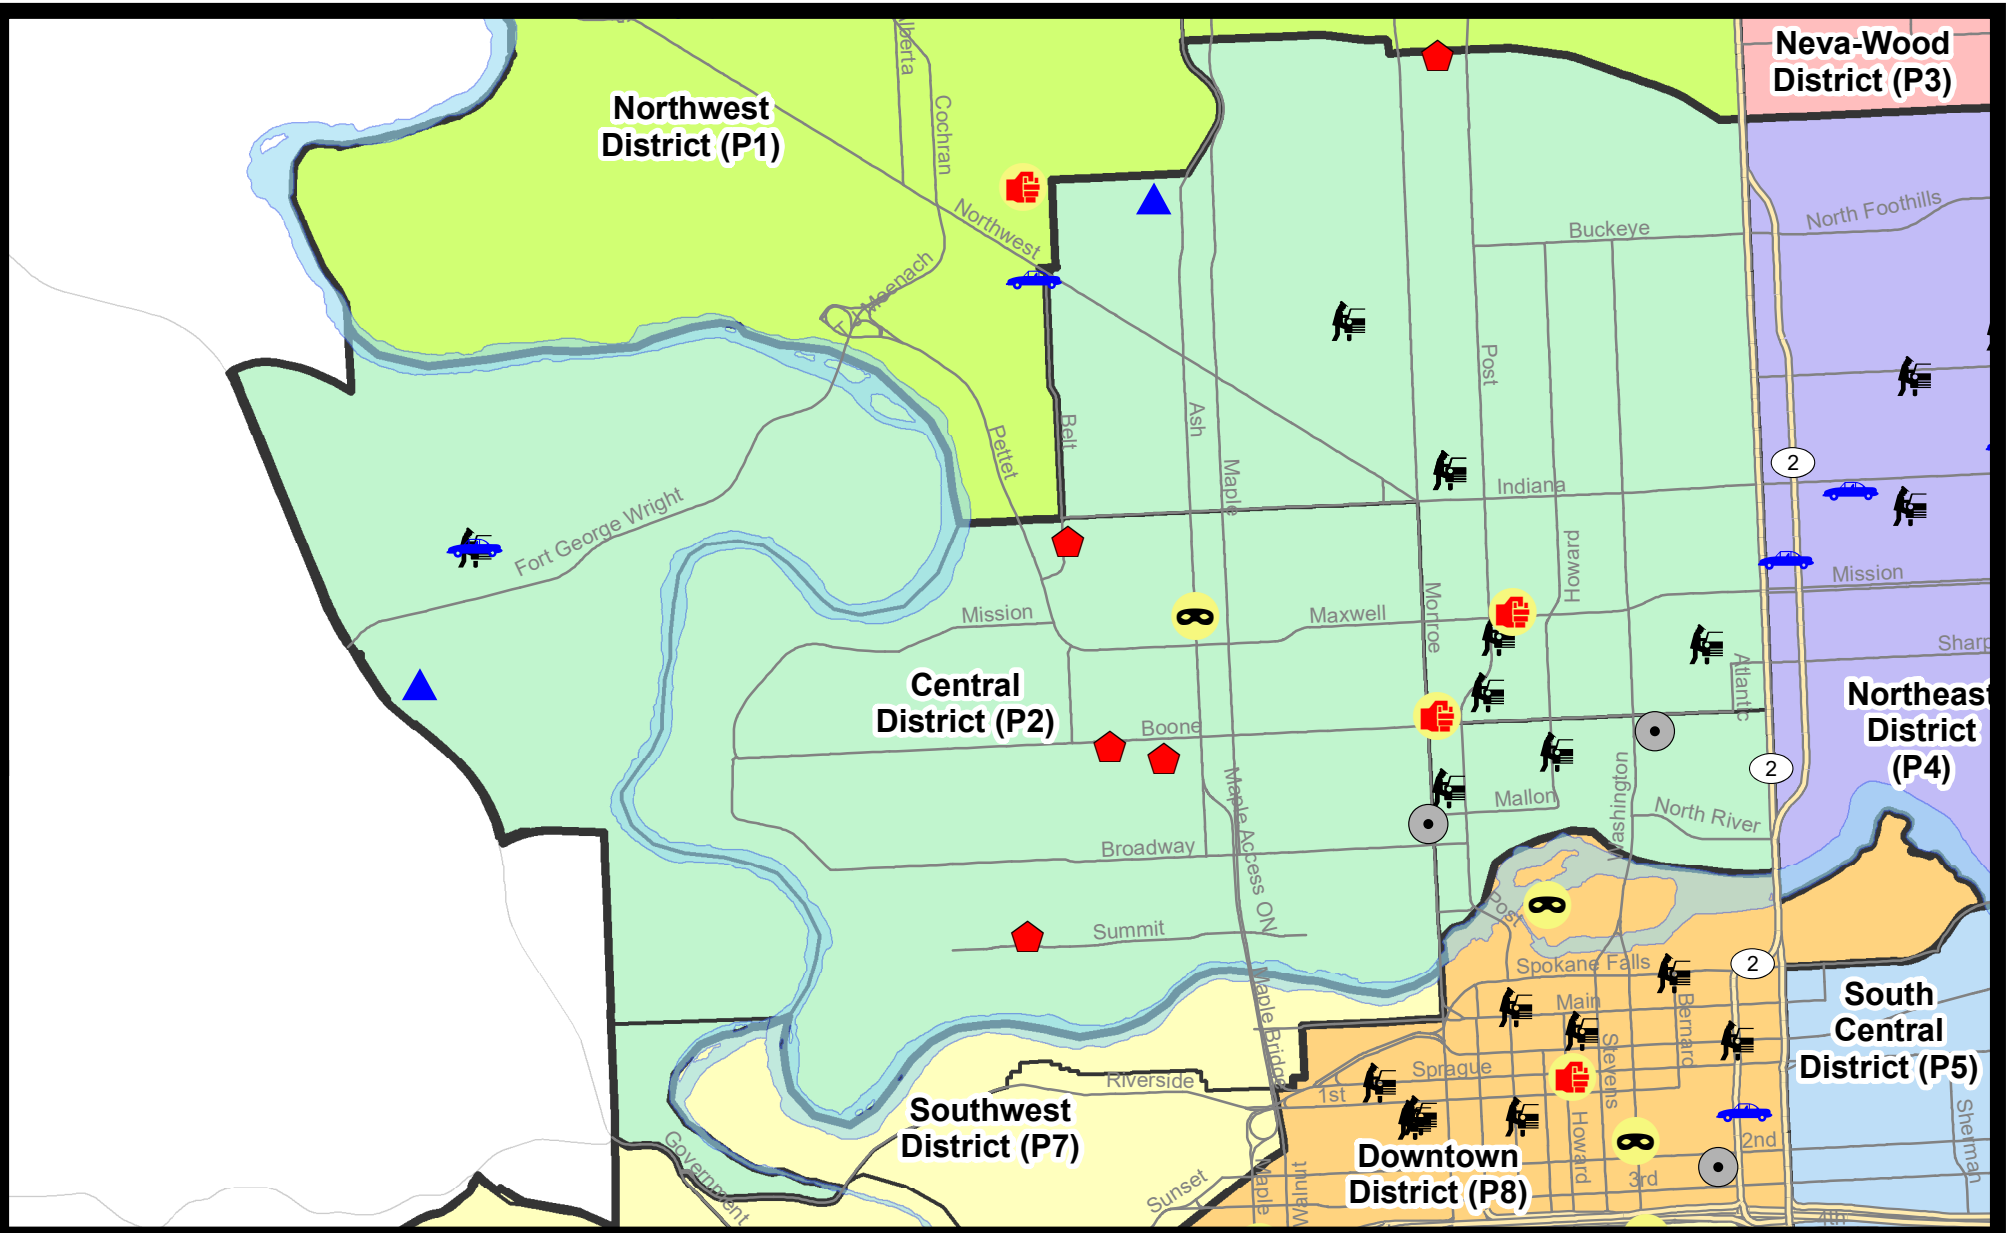 Neva-Wood
District (P3)
lberta
Northwest
District (P1)
Cochran
North Foothills
Northwest
Buckeye
T J Meenach
Post
Ash
Belt
Pettet
Maple
2
Indiana
Fort George Wright
Howard
Mission
Monroe
Mission
Maxwell
Sharp
Atlantic
Central
District (P2)
Northeast
District
(P4)
Boone
Washington
2
Maple Access ON
Mallon
North River
Broadway
Post
Summit
Spokane Falls
2
Maple Bridge
Main
Bernard
South
Central
District (P5)
Stevens
Sprague
Riverside
1st
Southwest
District (P7)
Howard
Sherman
Government
2nd
Downtown
District (P8)
Maple
Walnut
Sunset
3rd
4th